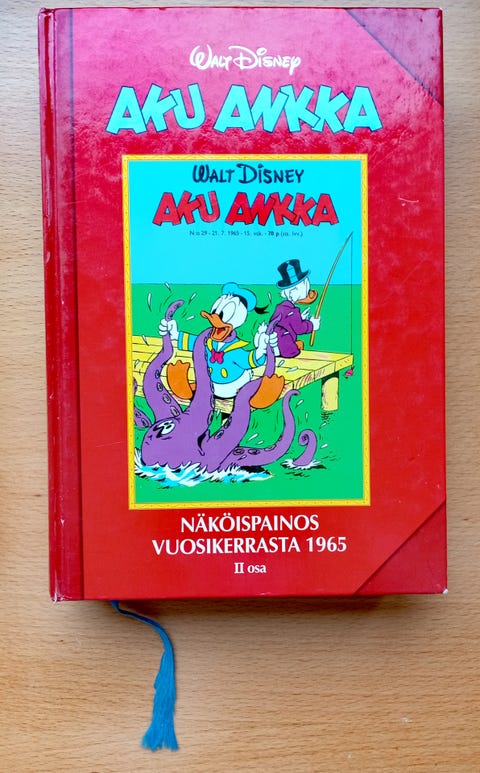 WALT DISNEY
AKU ANKKA
WALT DISNEY
AKU ANKKA
N:o 29 - 21. 7. 1965 - 15. vsk. - 70 p (sis. lvv.)
NÄKÖISPAINOS
VUOSIKERRASTA 1965
II osa